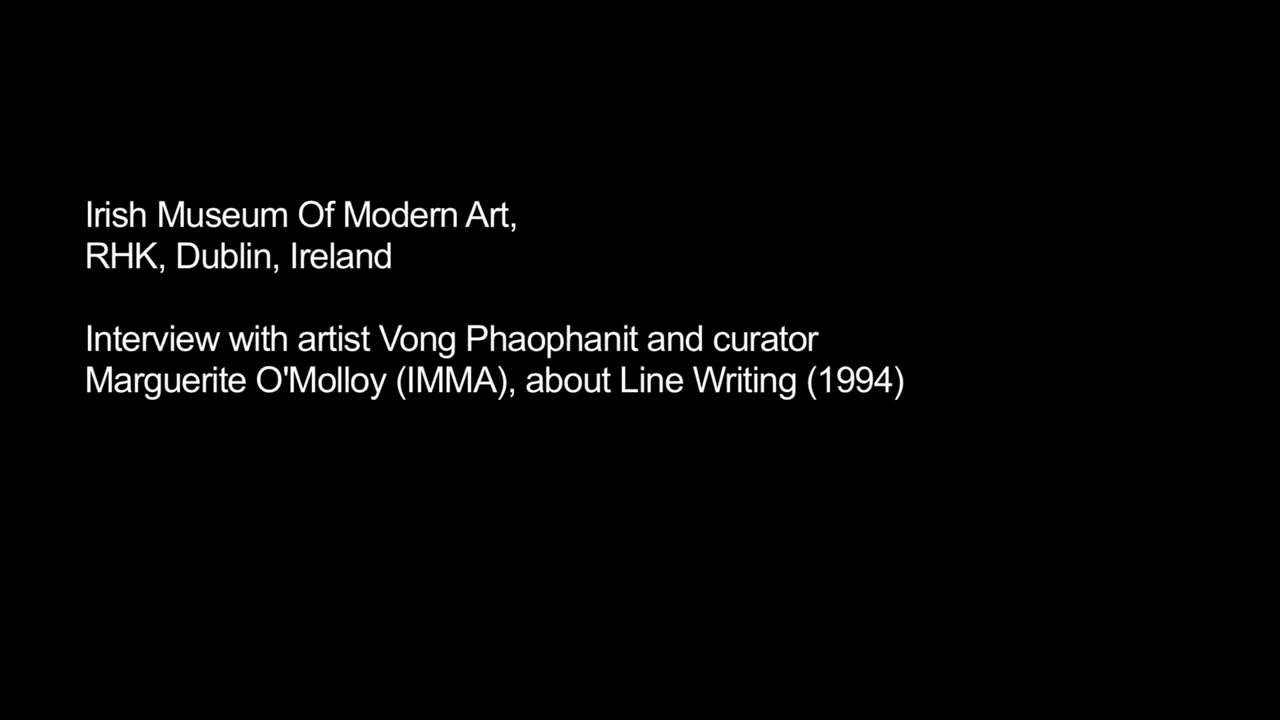 Irish Museum Of Modern Art,
RHK, Dublin, Ireland
Interview with artist Vong Phaophanit and curator
Marguerite O'Molloy (IMMA), about Line Writing (1994)